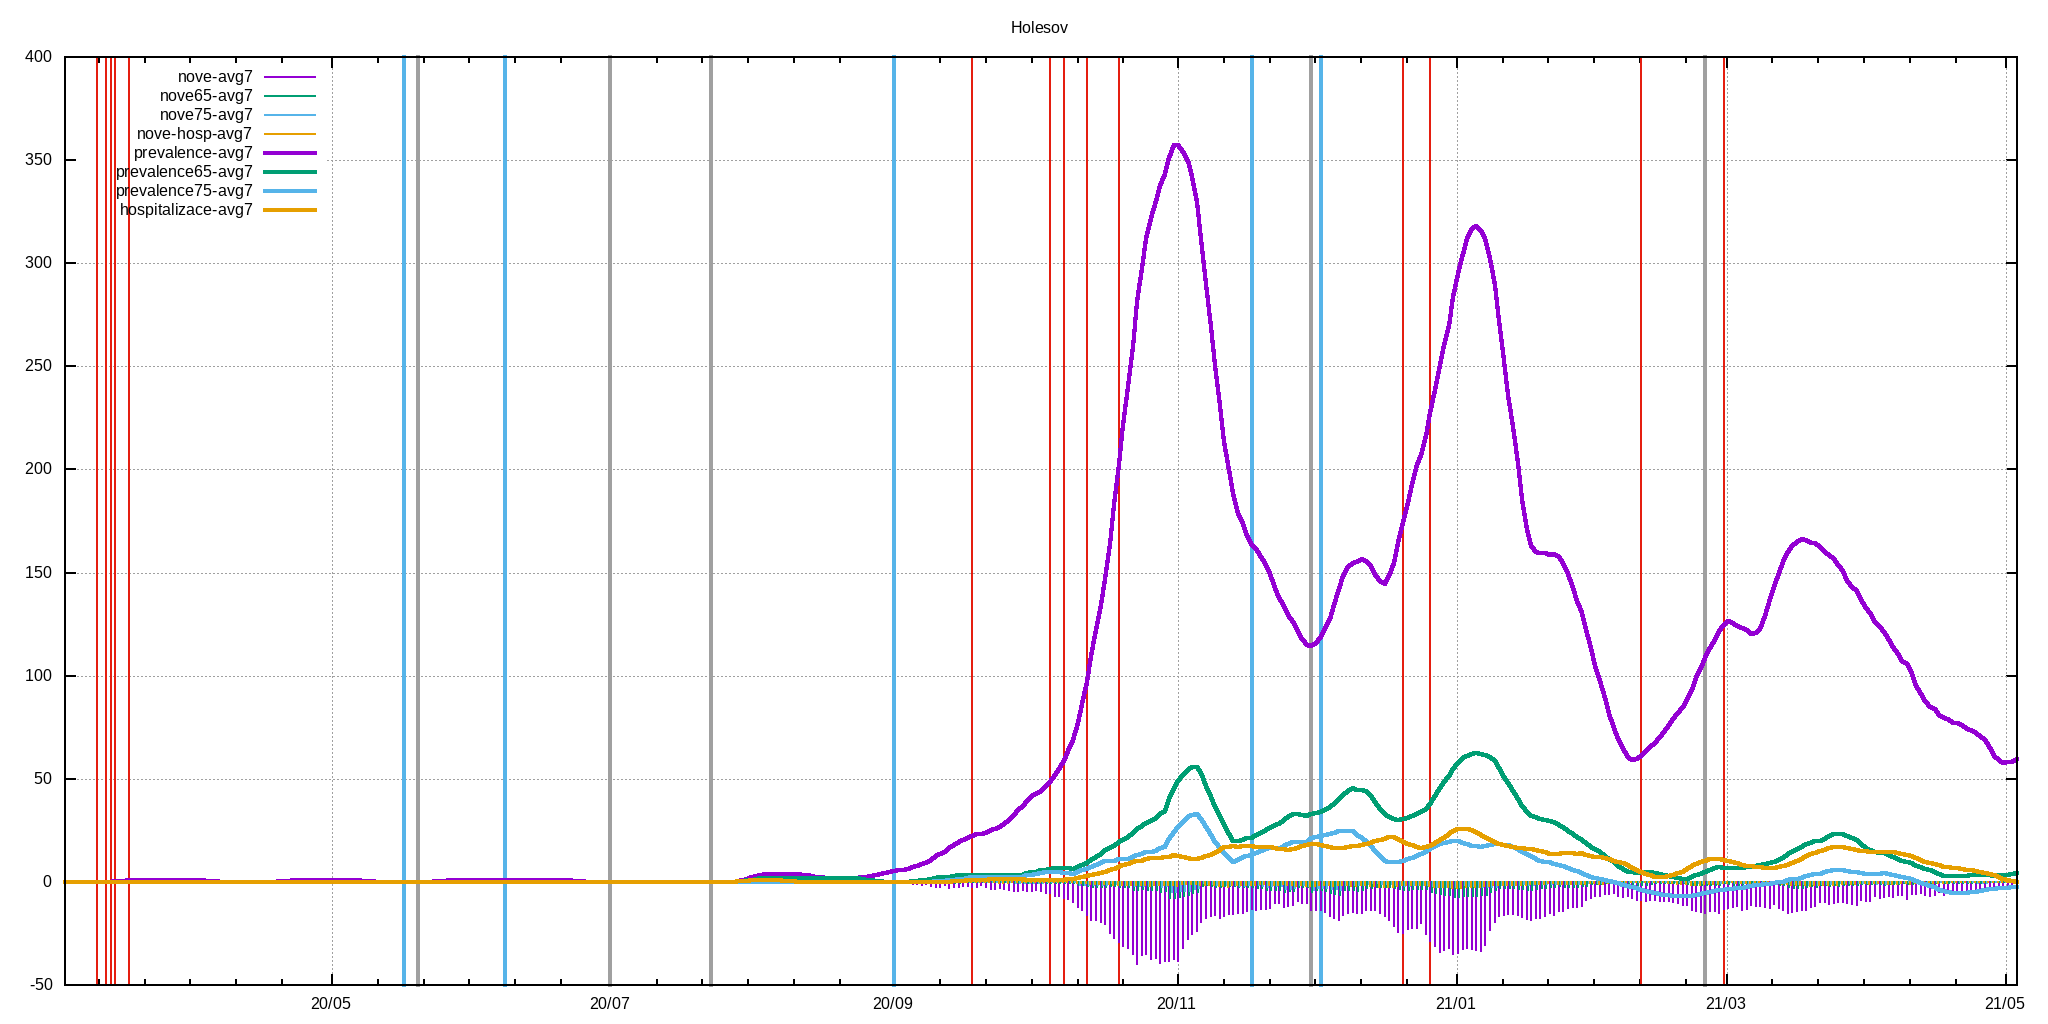 Holesov
400
350
300
250
200
150
100
50
0
-50
nove-avg7
nove65-avg7
nove75-avg7
nove-hosp-avg7
prevalence-avg7
prevalence65-avg7
prevalence75-avg7
hospitalizace-avg7
20/05 20/07 20/09 20/11 21/01 21/03 21/05